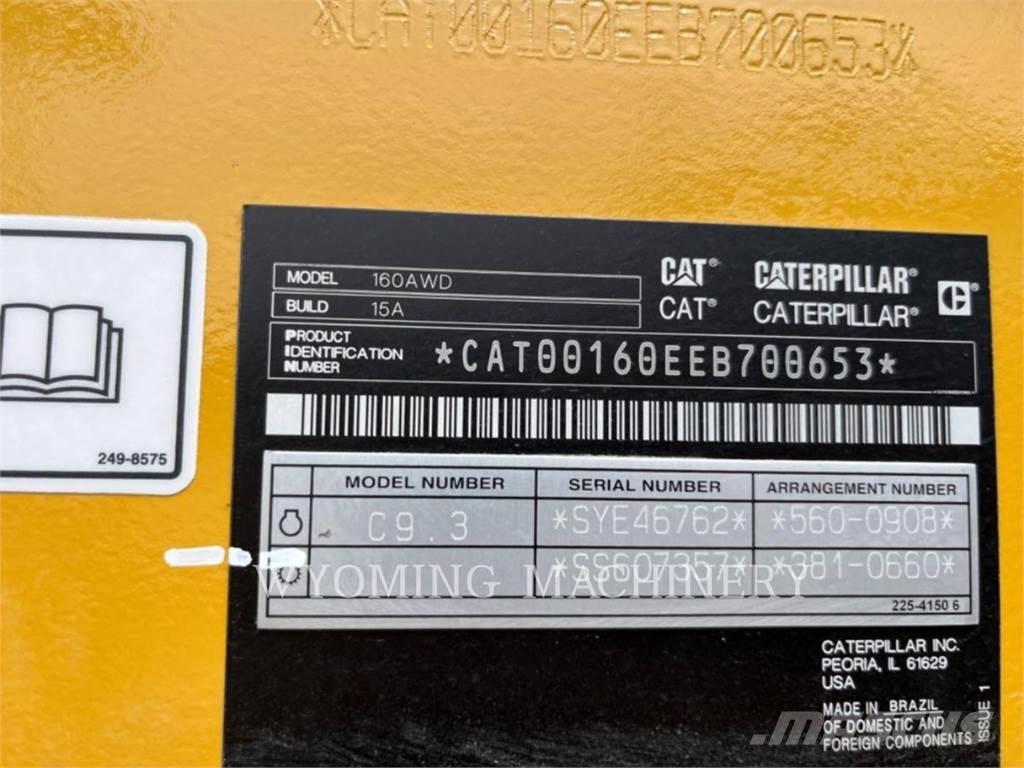 *CAT00160EEB700653*
MODEL 160AWD
BUILD 15A
CAT® CATERPILLAR®
CAT® CATERPILLAR®
PRODUCT
IDENTIFICATION
NUMBER
*CAT00160EEB700653*
249-8575
MODEL NUMBER SERIAL NUMBER ARRANGEMENT NUMBER
C9.3 *SYE46762* *560-0908*
*SS607357* *381-0660*
WYOMING MACHINERY
225-4150 6
CATERPILLAR INC.
PEORIA, IL 61629
USA
MADE IN BRAZIL
OF DOMESTIC AND
FOREIGN COMPONENTS
ISSUE 1